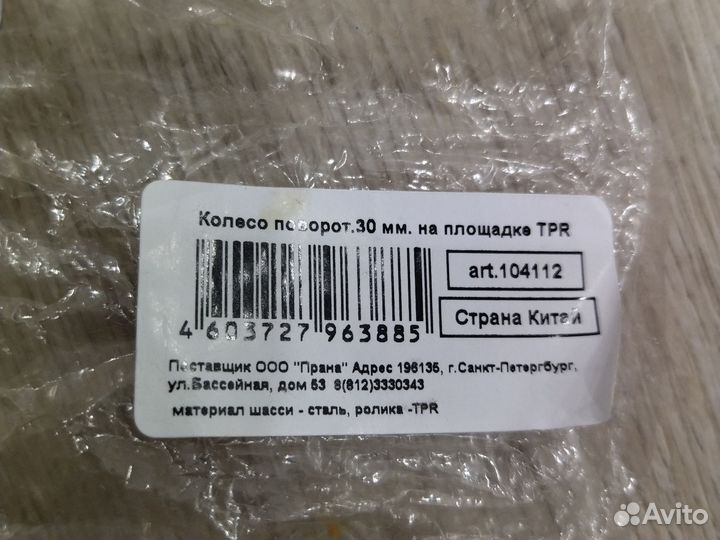 Колесо поворот.30 мм. на площадке TPR
art.104112
Страна Китай
4 603727 963885
Поставщик ООО "Прана" Адрес 196135, г.Санкт-Петергбург,
ул.Бассейная, дом 53 8(812)3330343
материал шасси - сталь, ролика -TPR
Avito